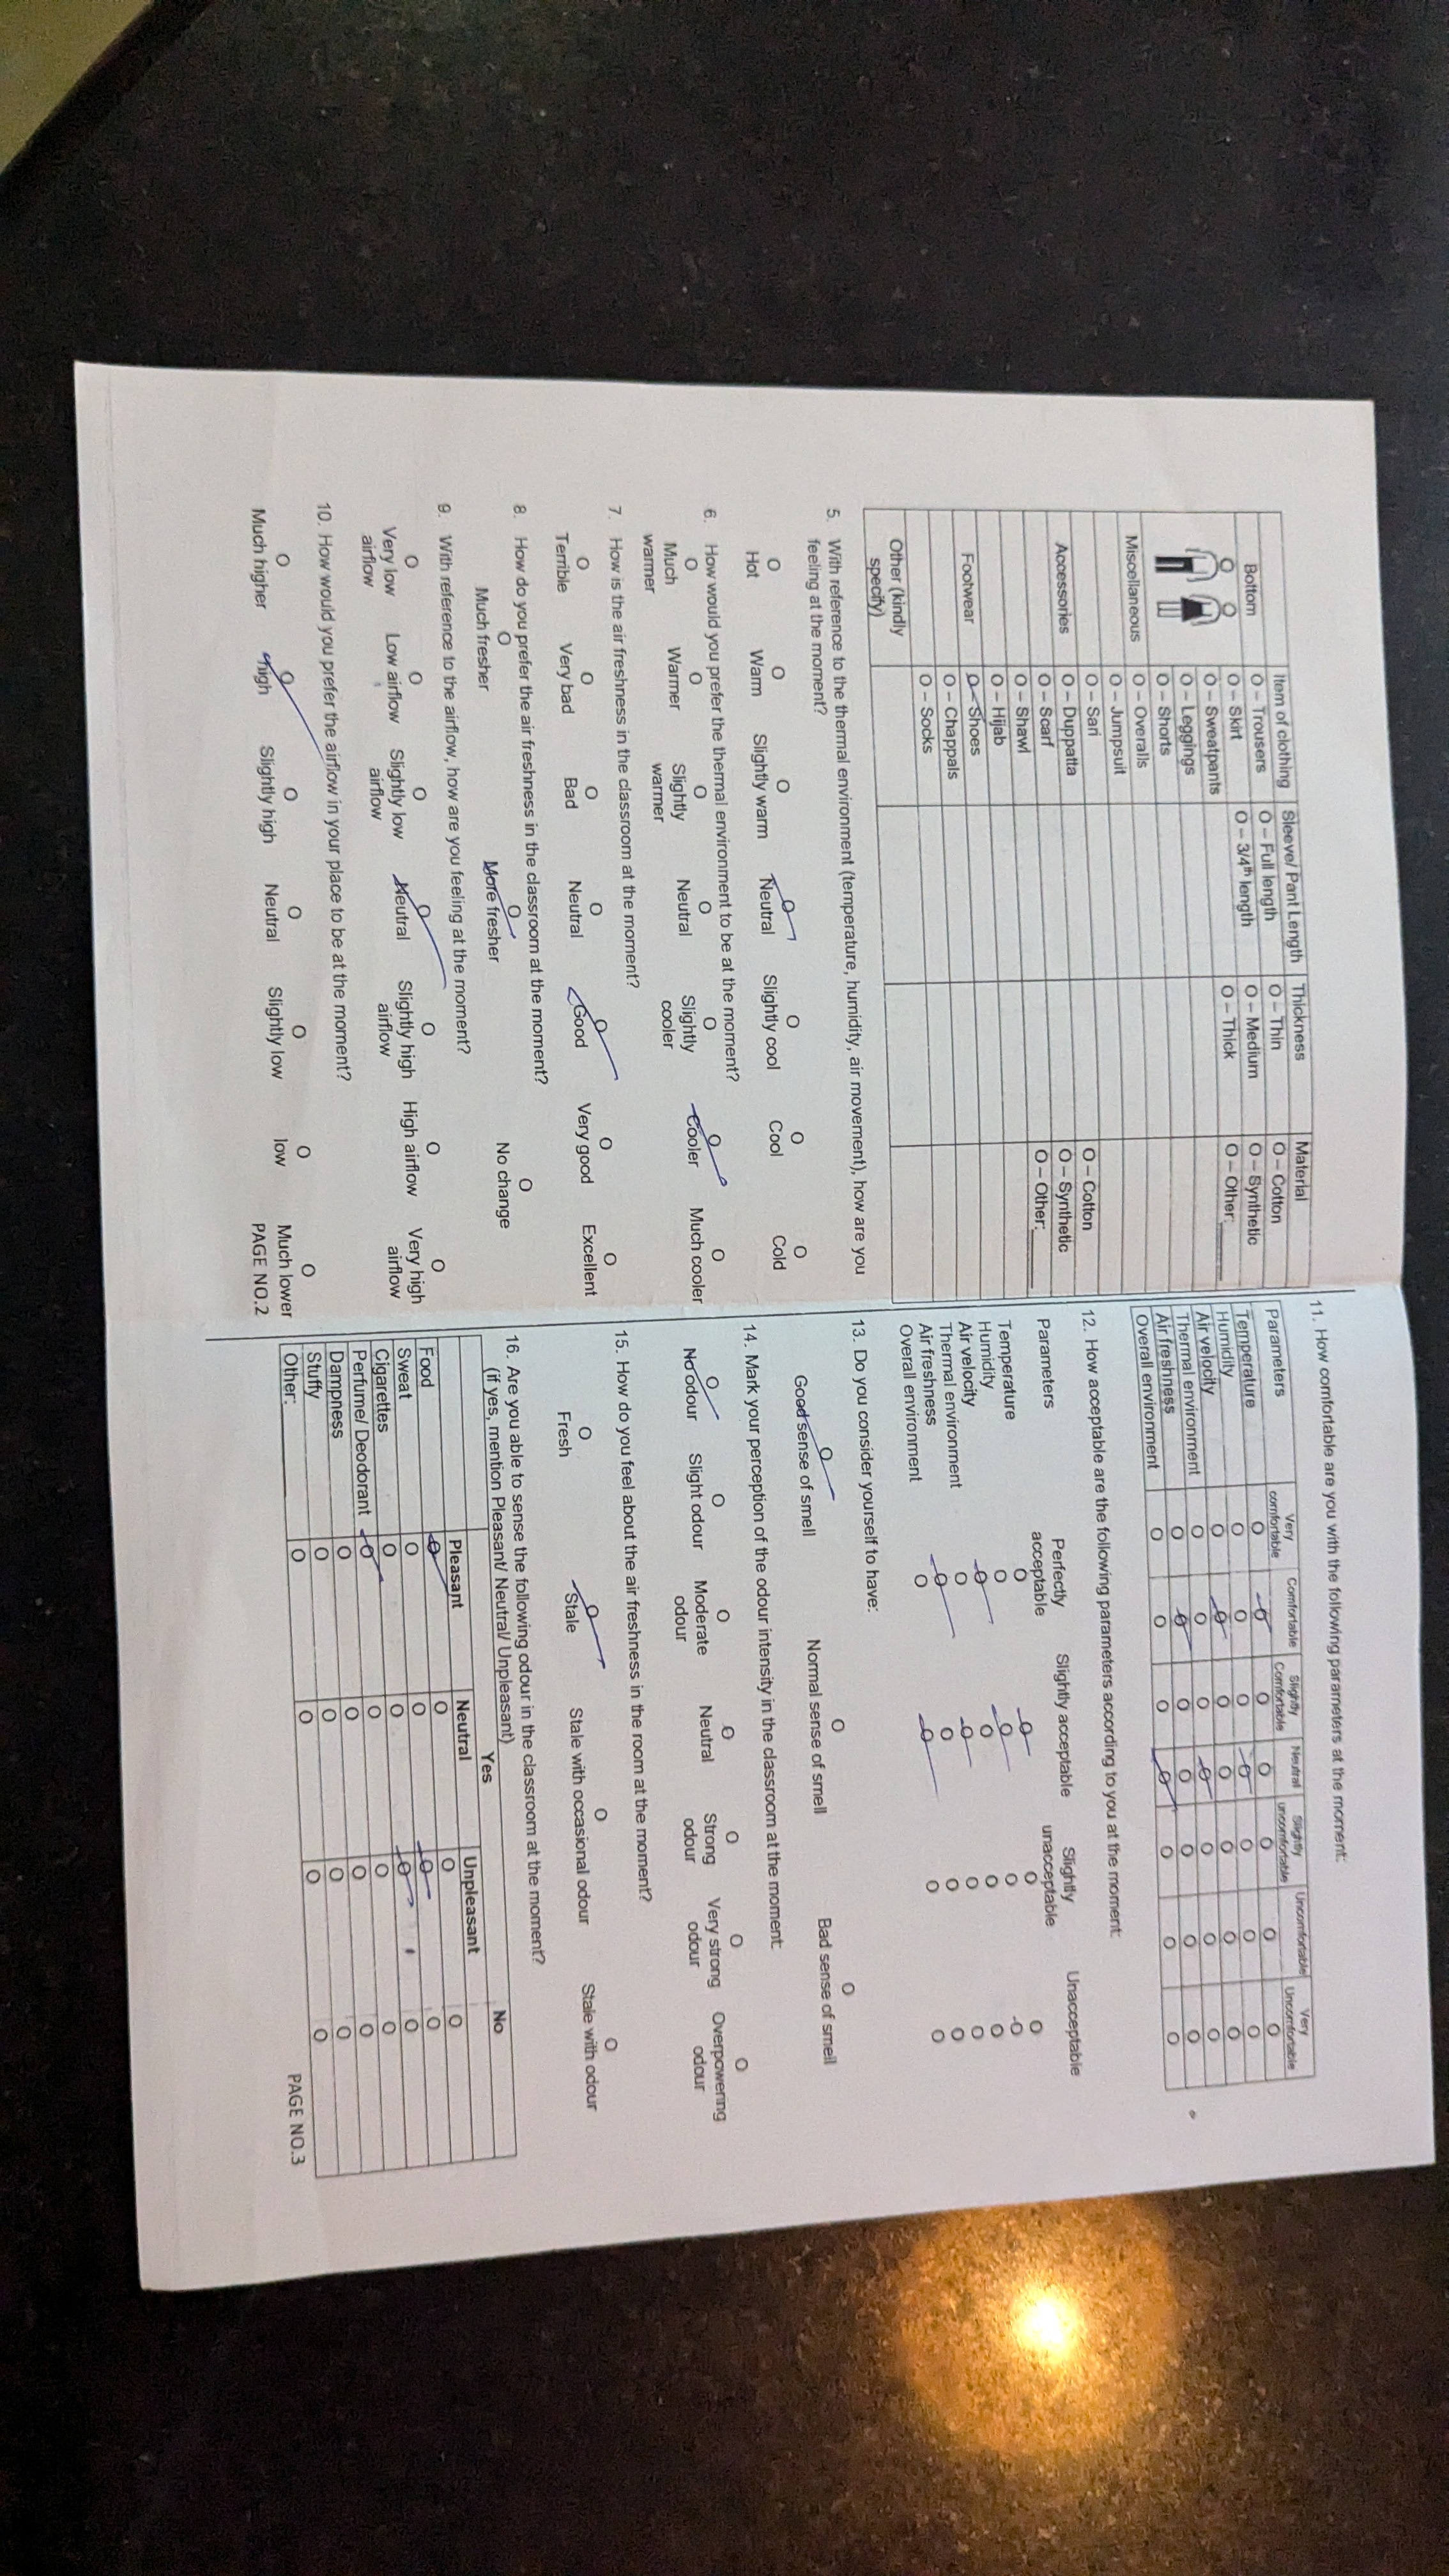 Item of clothing Sleeve/ Pant Length Thickness Material
Bottom
O – Trousers O – Full length O – Thin O – Cotton
O – Skirt O – 3/4th length O – Medium O – Synthetic
O – Sweatpants O – Thick O – Other:______
O – Leggings
O – Shorts
Miscellaneous O – Overalls
O – Jumpsuit
O – Sari O – Cotton
Accessories O – Duppatta O – Synthetic
O – Scarf O – Other:______
O – Shawl
O – Hijab
Footwear O – Shoes
O – Chappals
O – Socks
Other (kindly
specify)
5. With reference to the thermal environment (temperature, humidity, air movement), how are you
feeling at the moment?
O O O O O O O
Hot Warm Slightly warm Neutral Slightly cool Cool Cold
6. How would you prefer the thermal environment to be at the moment?
O O O O O O O
Much Warmer Slightly Neutral Slightly Cooler Much cooler
warmer warmer cooler
7. How is the air freshness in the classroom at the moment?
O O O O O O O
Terrible Very bad Bad Neutral Good Very good Excellent
8. How do you prefer the air freshness in the classroom at the moment?
O O O
Much fresher More fresher No change
9. With reference to the airflow, how are you feeling at the moment?
O O O O O O O
Very low Low airflow Slightly low Neutral Slightly high High airflow Very high
airflow airflow airflow airflow
10. How would you prefer the airflow in your place to be at the moment?
O O O O O O O
Much higher high Slightly high Neutral Slightly low low Much lower
PAGE NO.2
11. How comfortable are you with the following parameters at the moment:
Parameters Very comfortable Comfortable Slightly Comfortable Neutral Slightly uncomfortable Uncomfortable Very Uncomfortable
Temperature O O O O O O O
Humidity O O O O O O O
Air velocity O O O O O O O
Thermal environment O O O O O O O
Air freshness O O O O O O O
Overall environment O O O O O O O
12. How acceptable are the following parameters according to you at the moment:
Parameters Perfectly acceptable Slightly acceptable Slightly unacceptable Unacceptable
Temperature O O O O
Humidity O O O O
Air velocity O O O O
Thermal environment O O O O
Air freshness O O O O
Overall environment O O O O
13. Do you consider yourself to have:
O O O
Good sense of smell Normal sense of smell Bad sense of smell
14. Mark your perception of the odour intensity in the classroom at the moment:
O O O O O O O
No odour Slight odour Moderate Neutral Strong Very strong Overpowering
odour odour odour odour
15. How do you feel about the air freshness in the room at the moment?
O O O O
Fresh Stale Stale with occasional odour Stale with odour
16. Are you able to sense the following odour in the classroom at the moment?
(if yes, mention Pleasant/ Neutral/ Unpleasant)
Yes No
Pleasant Neutral Unpleasant
Food O O O O
Sweat O O O O
Cigarettes O O O O
Perfume/ Deodorant O O O O
Dampness O O O O
Stuffy O O O O
Other: O O O O
PAGE NO.3